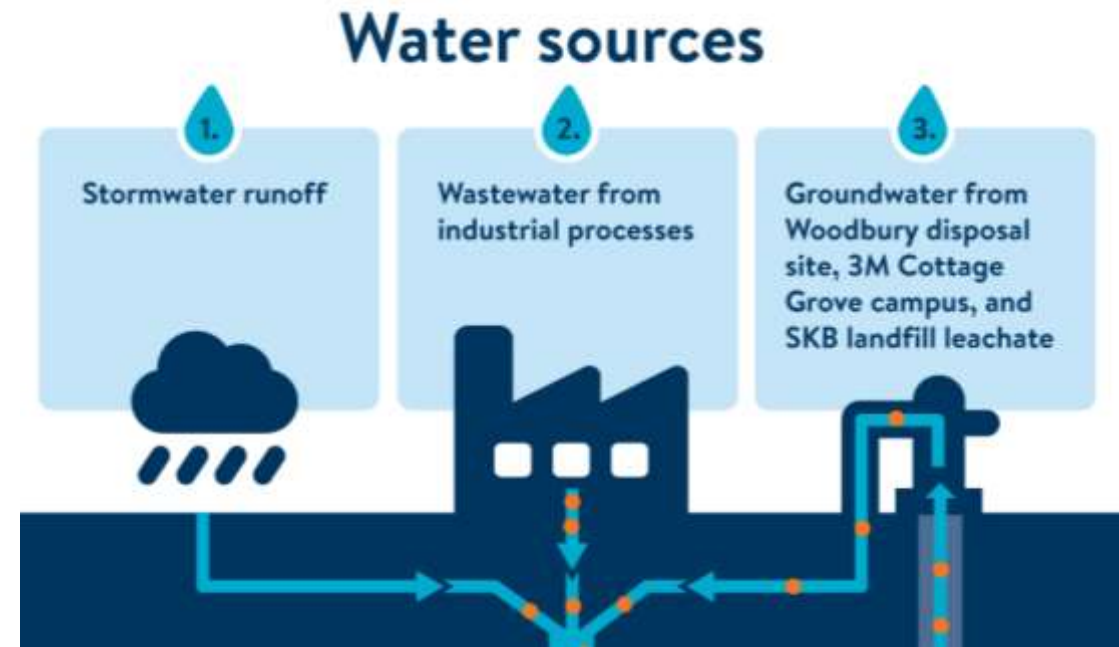 Water sources
1.
Stormwater runoff
2.
Wastewater from
industrial processes
3.
Groundwater from
Woodbury disposal
site, 3M Cottage
Grove campus, and
SKB landfill leachate